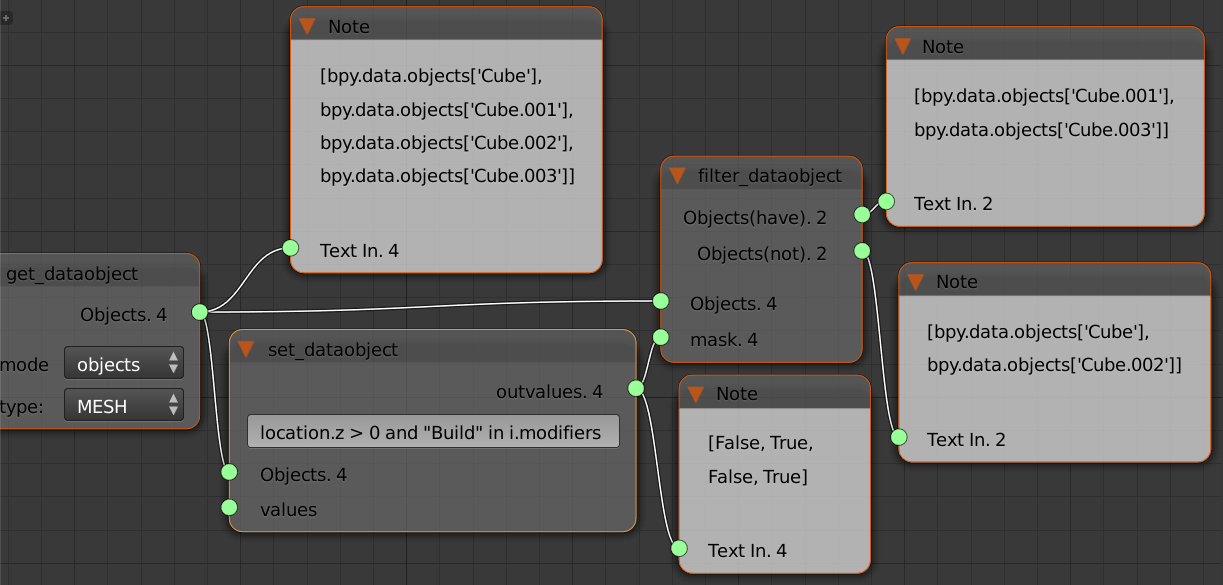 Note
[bpy.data.objects['Cube'],
bpy.data.objects['Cube.001'],
bpy.data.objects['Cube.002'],
bpy.data.objects['Cube.003']]
Text In. 4
get_dataobject
Objects. 4
mode objects
type: MESH
set_dataobject
outvalues. 4
location.z > 0 and "Build" in i.modifiers
Objects. 4
values
filter_dataobject
Objects(have). 2
Objects(not). 2
Objects. 4
mask. 4
Note
[False, True,
False, True]
Text In. 4
Note
[bpy.data.objects['Cube.001'],
bpy.data.objects['Cube.003']]
Text In. 2
Note
[bpy.data.objects['Cube'],
bpy.data.objects['Cube.002']]
Text In. 2